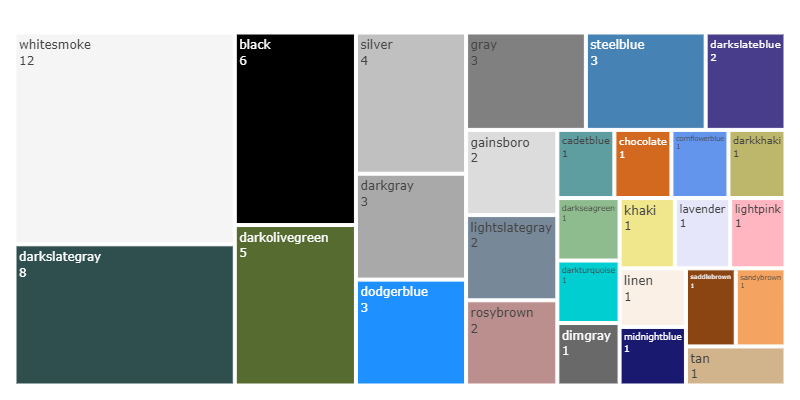 whitesmoke
12
darkslategray
8
black
6
darkolivegreen
5
silver
4
darkgray
3
dodgerblue
3
gray
3
steelblue
3
darkslateblue
2
gainsboro
2
lightslategray
2
rosybrown
2
cadetblue
1
chocolate
1
cornflowerblue
1
darkkhaki
1
darkseagreen
1
darkturquoise
1
dimgray
1
khaki
1
lavender
1
lightpink
1
linen
1
midnightblue
1
saddlebrown
1
sandybrown
1
tan
1